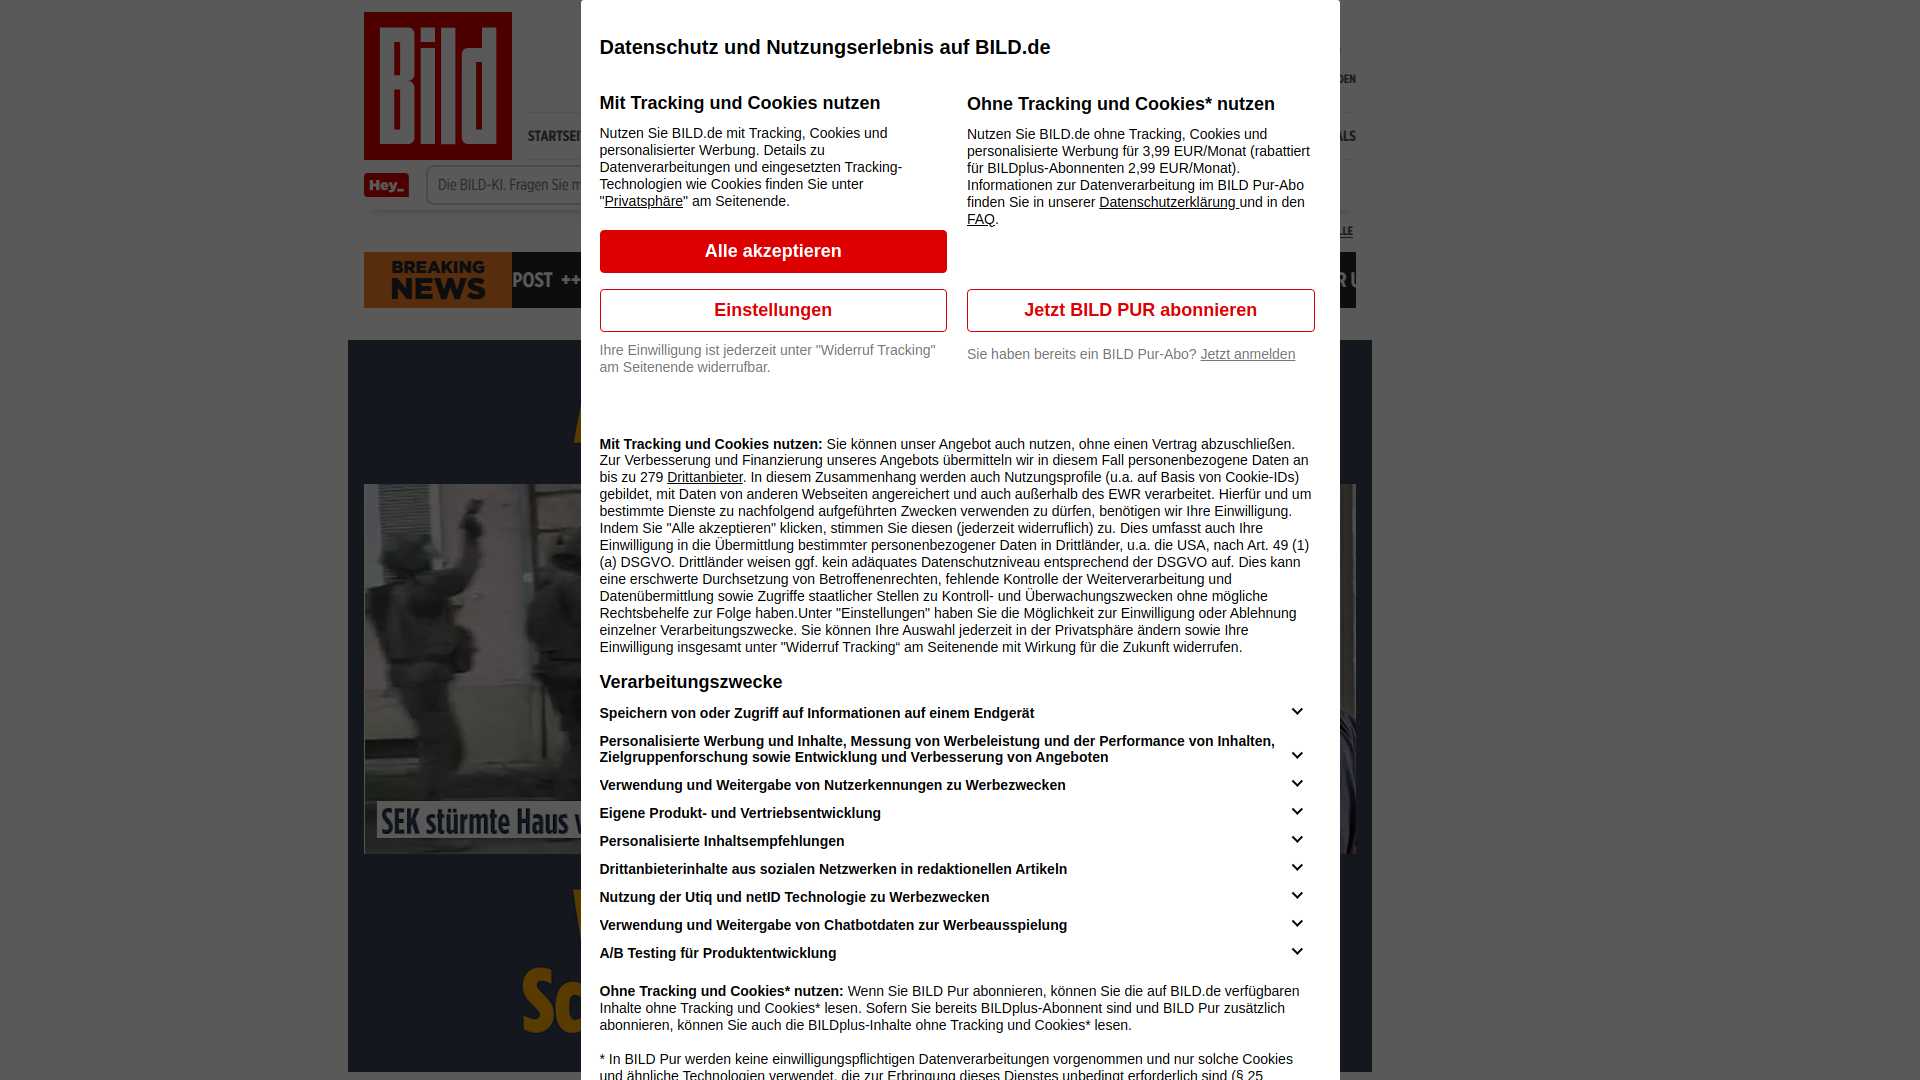 Bild
Datenschutz und Nutzungserlebnis auf BILD.de
Mit Tracking und Cookies nutzen
Nutzen Sie BILD.de mit Tracking, Cookies und
personalisierter Werbung. Details zu
Datenverarbeitungen und eingesetzten Tracking-
Technologien wie Cookies finden Sie unter
"Privatsphäre" am Seitenende.
Alle akzeptieren
Einstellungen
Ihre Einwilligung ist jederzeit unter "Widerruf Tracking"
am Seitenende widerrufbar.
Ohne Tracking und Cookies* nutzen
Nutzen Sie BILD.de ohne Tracking, Cookies und
personalisierte Werbung für 3,99 EUR/Monat (rabattiert
für BILDplus-Abonnenten 2,99 EUR/Monat).
Informationen zur Datenverarbeitung im BILD Pur-Abo
finden Sie in unserer Datenschutzerklärung und in den
FAQ.
Jetzt BILD PUR abonnieren
Sie haben bereits ein BILD Pur-Abo? Jetzt anmelden
Hey_
Die BILD-KI. Fragen Sie
BREAKING
NEWS
POST ++
SEK stürmte Haus
Mit Tracking und Cookies nutzen: Sie können unser Angebot auch nutzen, ohne einen Vertrag abzuschließen.
Zur Verbesserung und Finanzierung unseres Angebots übermitteln wir in diesem Fall personenbezogene Daten an
bis zu 279 Drittanbieter. In diesem Zusammenhang werden auch Nutzungsprofile (u.a. auf Basis von Cookie-IDs)
gebildet, mit Daten von anderen Webseiten angereichert und auch außerhalb des EWR verarbeitet. Hierfür und um
bestimmte Dienste zu nachfolgend aufgeführten Zwecken verwenden zu dürfen, benötigen wir Ihre Einwilligung.
Indem Sie "Alle akzeptieren" klicken, stimmen Sie diesen (jederzeit widerruflich) zu. Dies umfasst auch Ihre
Einwilligung in die Übermittlung bestimmter personenbezogener Daten in Drittländer, u.a. die USA, nach Art. 49 (1)
(a) DSGVO. Drittländer weisen ggf. kein adäquates Datenschutzniveau entsprechend der DSGVO auf. Dies kann
eine erschwerte Durchsetzung von Betroffenenrechten, fehlende Kontrolle der Weiterverarbeitung und
Datenübermittlung sowie Zugriffe staatlicher Stellen zu Kontroll- und Überwachungszwecken ohne mögliche
Rechtsbehelfe zur Folge haben.Unter "Einstellungen" haben Sie die Möglichkeit zur Einwilligung oder Ablehnung
einzelner Verarbeitungszwecke. Sie können Ihre Auswahl jederzeit in der Privatsphäre ändern sowie Ihre
Einwilligung insgesamt unter "Widerruf Tracking“ am Seitenende mit Wirkung für die Zukunft widerrufen.
Verarbeitungszwecke
Speichern von oder Zugriff auf Informationen auf einem Endgerät
Personalisierte Werbung und Inhalte, Messung von Werbeleistung und der Performance von Inhalten,
Zielgruppenforschung sowie Entwicklung und Verbesserung von Angeboten
Verwendung und Weitergabe von Nutzerkennungen zu Werbezwecken
Eigene Produkt- und Vertriebsentwicklung
Personalisierte Inhaltsempfehlungen
Drittanbieterinhalte aus sozialen Netzwerken in redaktionellen Artikeln
Nutzung der Utiq und netID Technologie zu Werbezwecken
Verwendung und Weitergabe von Chatbotdaten zur Werbeausspielung
A/B Testing für Produktentwicklung
Ohne Tracking und Cookies* nutzen: Wenn Sie BILD Pur abonnieren, können Sie die auf BILD.de verfügbaren
Inhalte ohne Tracking und Cookies* lesen. Sofern Sie bereits BILDplus-Abonnent sind und BILD Pur zusätzlich
abonnieren, können Sie auch die BILDplus-Inhalte ohne Tracking und Cookies* lesen.
* In BILD Pur werden keine einwilligungspflichtigen Datenverarbeitungen vorgenommen und nur solche Cookies
und ähnliche Technologien verwendet, die zur Erbringung dieses Dienstes unbedingt erforderlich sind (§ 25